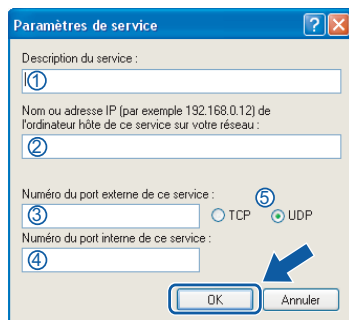 Paramètres de service
Description du service :
①
Nom ou adresse IP (par exemple 192.168.0.12) de
l'ordinateur hôte de ce service sur votre réseau :
②
Numéro du port externe de ce service :
⑤
③ TCP UDP
Numéro du port interne de ce service :
④
OK Annuler